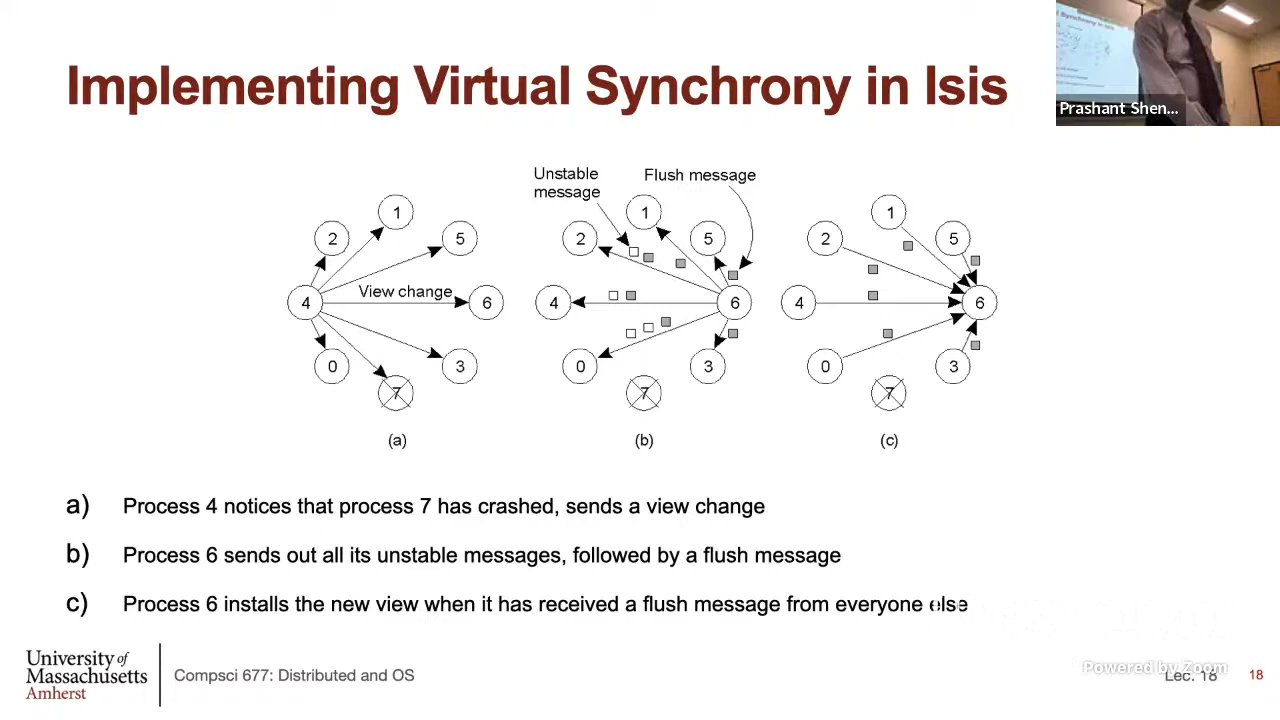 Implementing Virtual Synchrony in Isis
Synchrony in Isis
Prashant Shen...
Unstable
message
Flush message
1
2
5
4
View change
6
0
3
7
(a)
1
2
5
4
6
0
3
7
(b)
1
2
5
4
6
0
3
7
(c)
a) Process 4 notices that process 7 has crashed, sends a view change
b) Process 6 sends out all its unstable messages, followed by a flush message
c) Process 6 installs the new view when it has received a flush message from everyone else
University of
Massachusetts
Amherst
Compsci 677: Distributed and OS
Powered by Zoom
Lec. 18
18